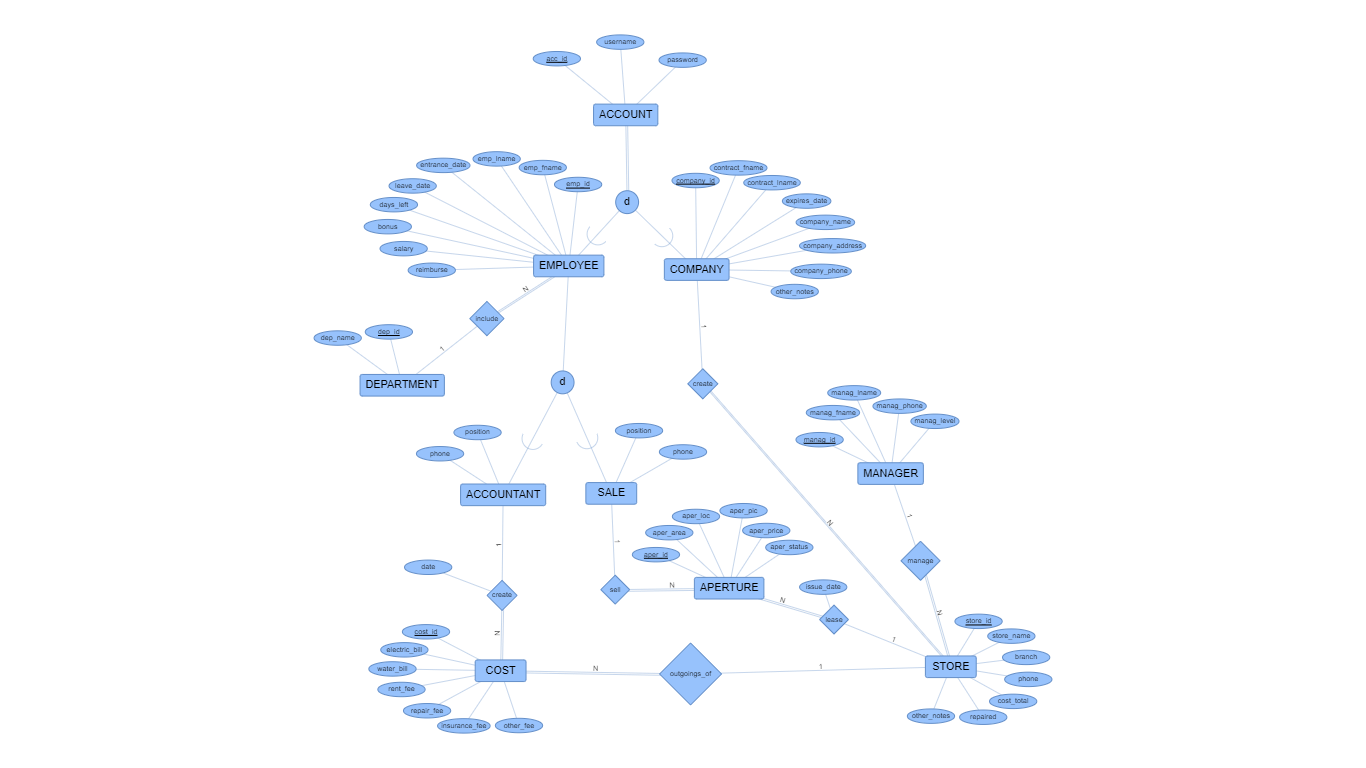 username
acc_id
password
ACCOUNT
emp_lname
entrance_date
emp_fname
emp_id
leave_date
days_left
bonus
salary
reimburse
EMPLOYEE
d
contract_fname
company_id
contract_lname
expires_date
company_name
company_address
company_phone
other_notes
COMPANY
N
include
1
dep_id
dep_name
DEPARTMENT
1
create
N
d
position
phone
ACCOUNTANT
position
phone
SALE
manag_lname
manag_phone
manag_fname
manag_level
manag_id
MANAGER
1
manage
N
aper_pic
aper_loc
aper_price
aper_area
aper_status
aper_id
APERTURE
1
sell
N
N
issue_date
lease
1
1
date
create
N
cost_id
electric_bill
water_bill
rent_fee
repair_fee
insurance_fee
other_fee
COST
N
outgoings_of
1
STORE
store_id
store_name
branch
phone
cost_total
repaired
other_notes